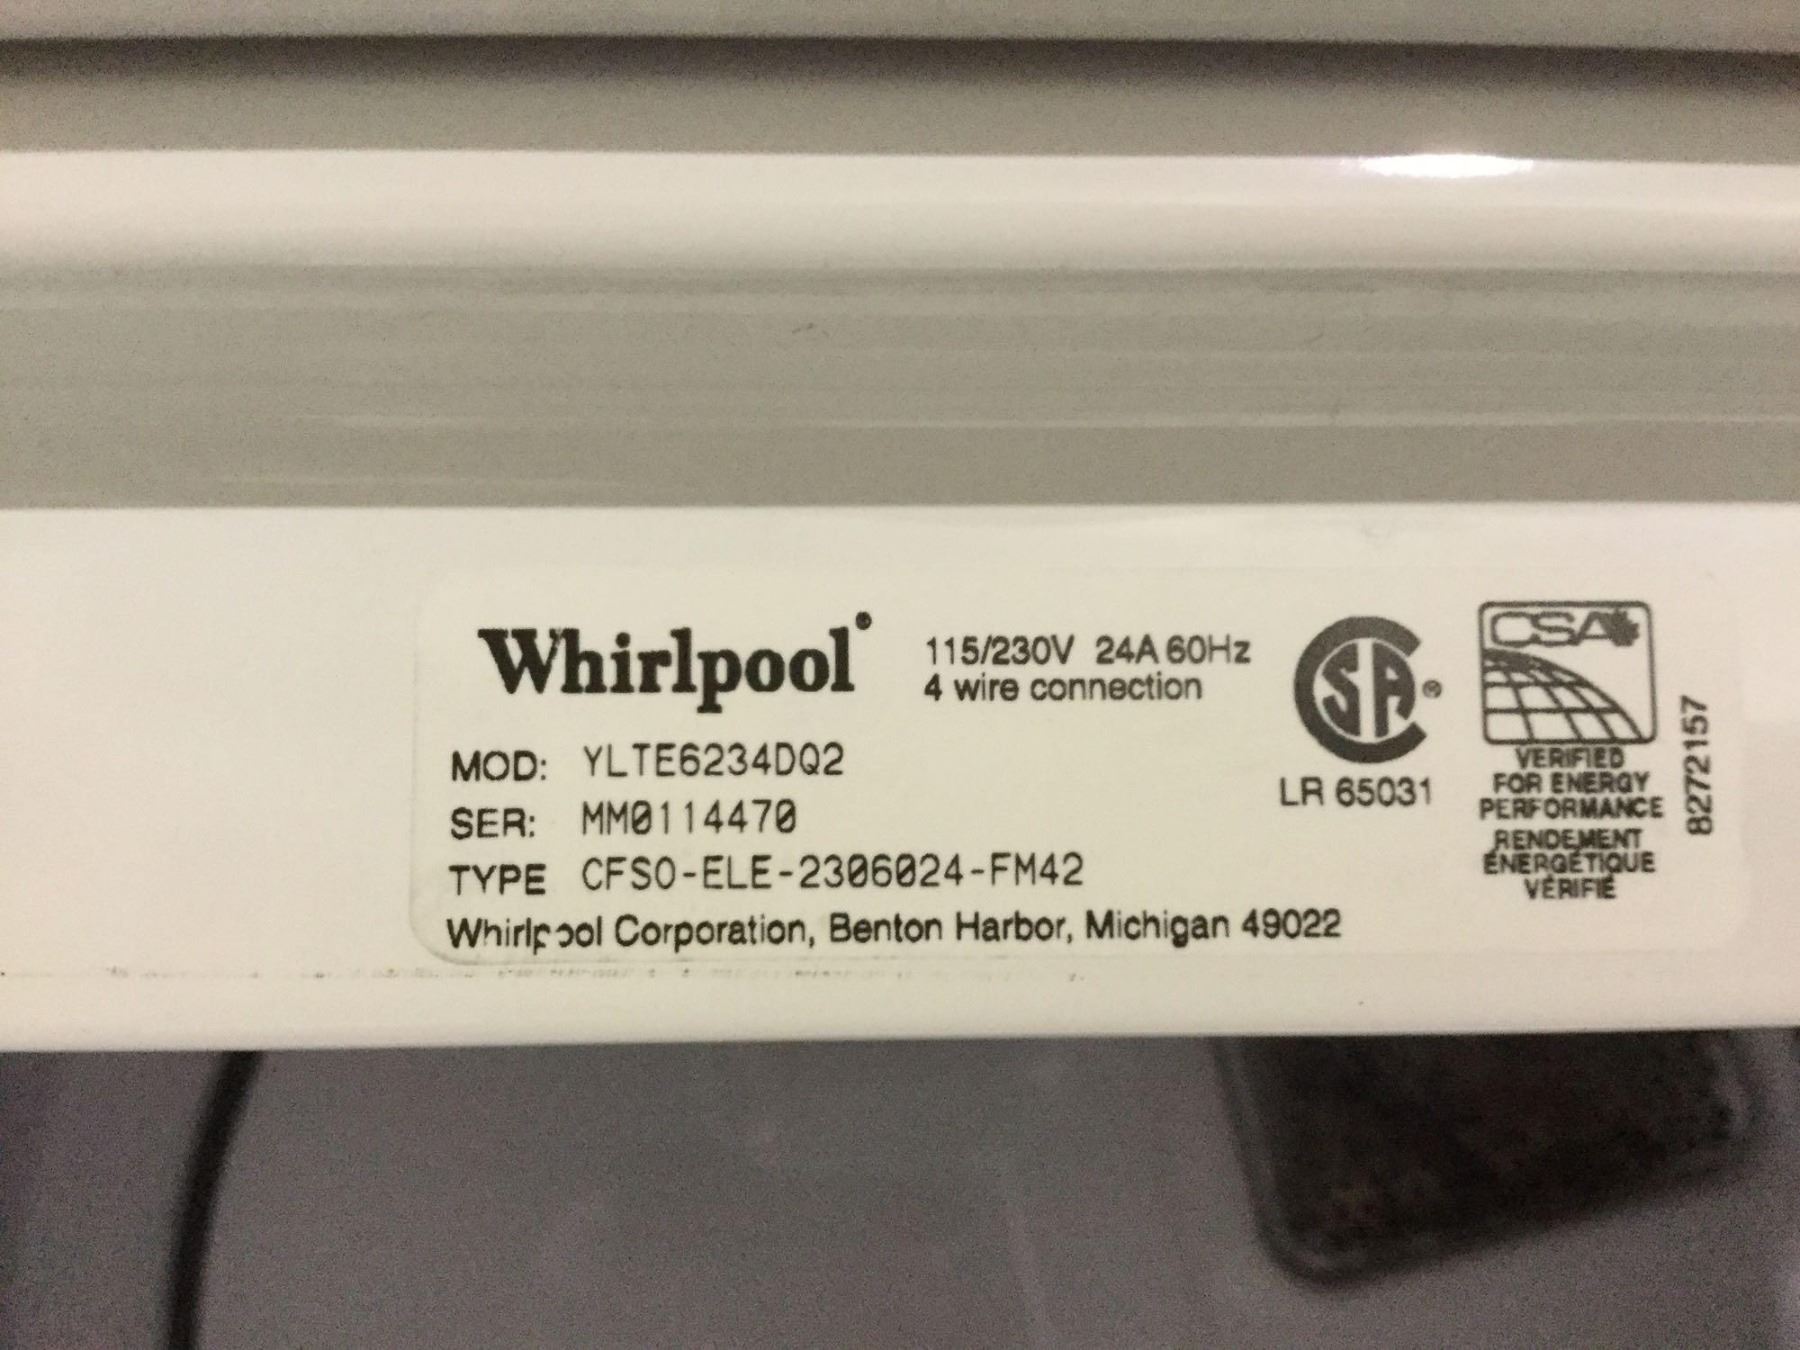 Whirlpool®
115/230V 24A 60Hz
4 wire connection
MOD: YLTE6234DQ2
SER: MM0114470
TYPE CFSO-ELE-2306024-FM42
Whirlpool Corporation, Benton Harbor, Michigan 49022
SA®
LR 65031
CSA
VERIFIED
FOR ENERGY
PERFORMANCE
RENDEMENT
ÉNERGÉTIQUE
VÉRIFIÉ
8272157